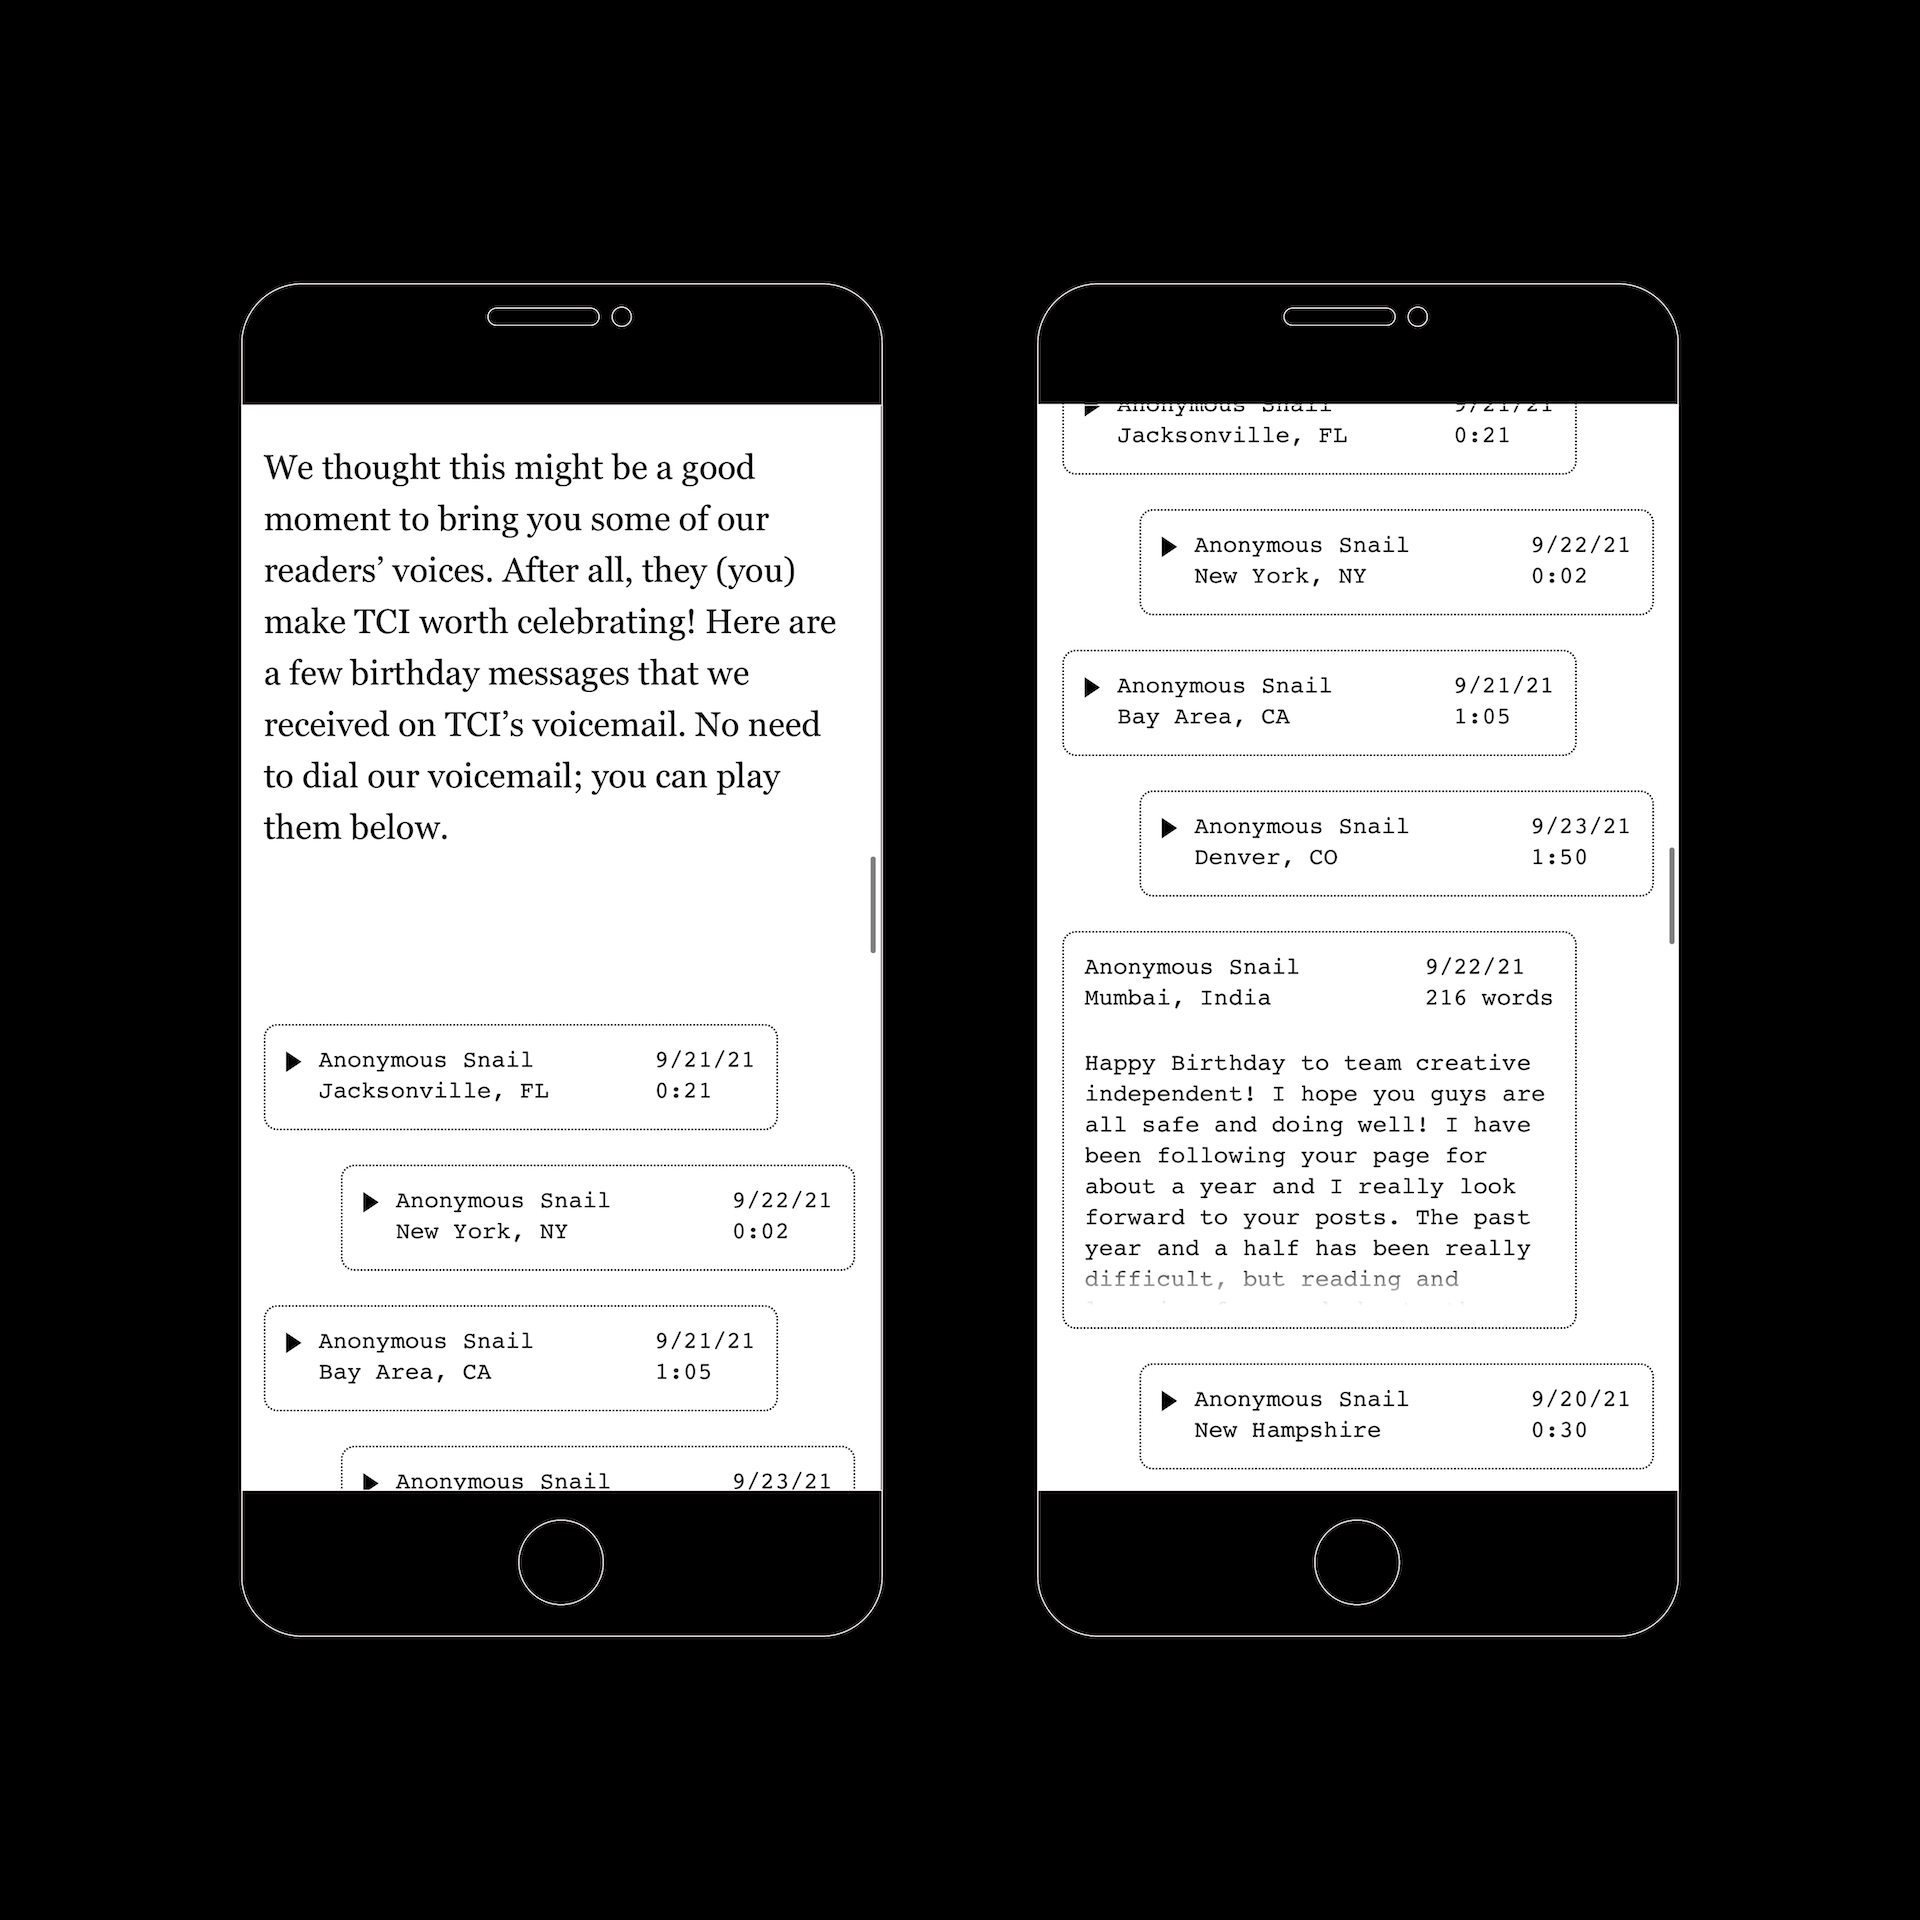 We thought this might be a good
moment to bring you some of our
readers’ voices. After all, they (you)
make TCI worth celebrating! Here are
a few birthday messages that we
received on TCI’s voicemail. No need
to dial our voicemail; you can play
them below.
Anonymous Snail 9/21/21
Jacksonville, FL 0:21
Anonymous Snail 9/22/21
New York, NY 0:02
Anonymous Snail 9/21/21
Bay Area, CA 1:05
Anonymous Snail 9/23/21
Anonymous Snail 9/21/21
Jacksonville, FL 0:21
Anonymous Snail 9/22/21
New York, NY 0:02
Anonymous Snail 9/21/21
Bay Area, CA 1:05
Anonymous Snail 9/23/21
Denver, CO 1:50
Anonymous Snail 9/22/21
Mumbai, India 216 words
Happy Birthday to team creative
independent! I hope you guys are
all safe and doing well! I have
been following your page for
about a year and I really look
forward to your posts. The past
year and a half has been really
difficult, but reading and
Anonymous Snail 9/20/21
New Hampshire 0:30